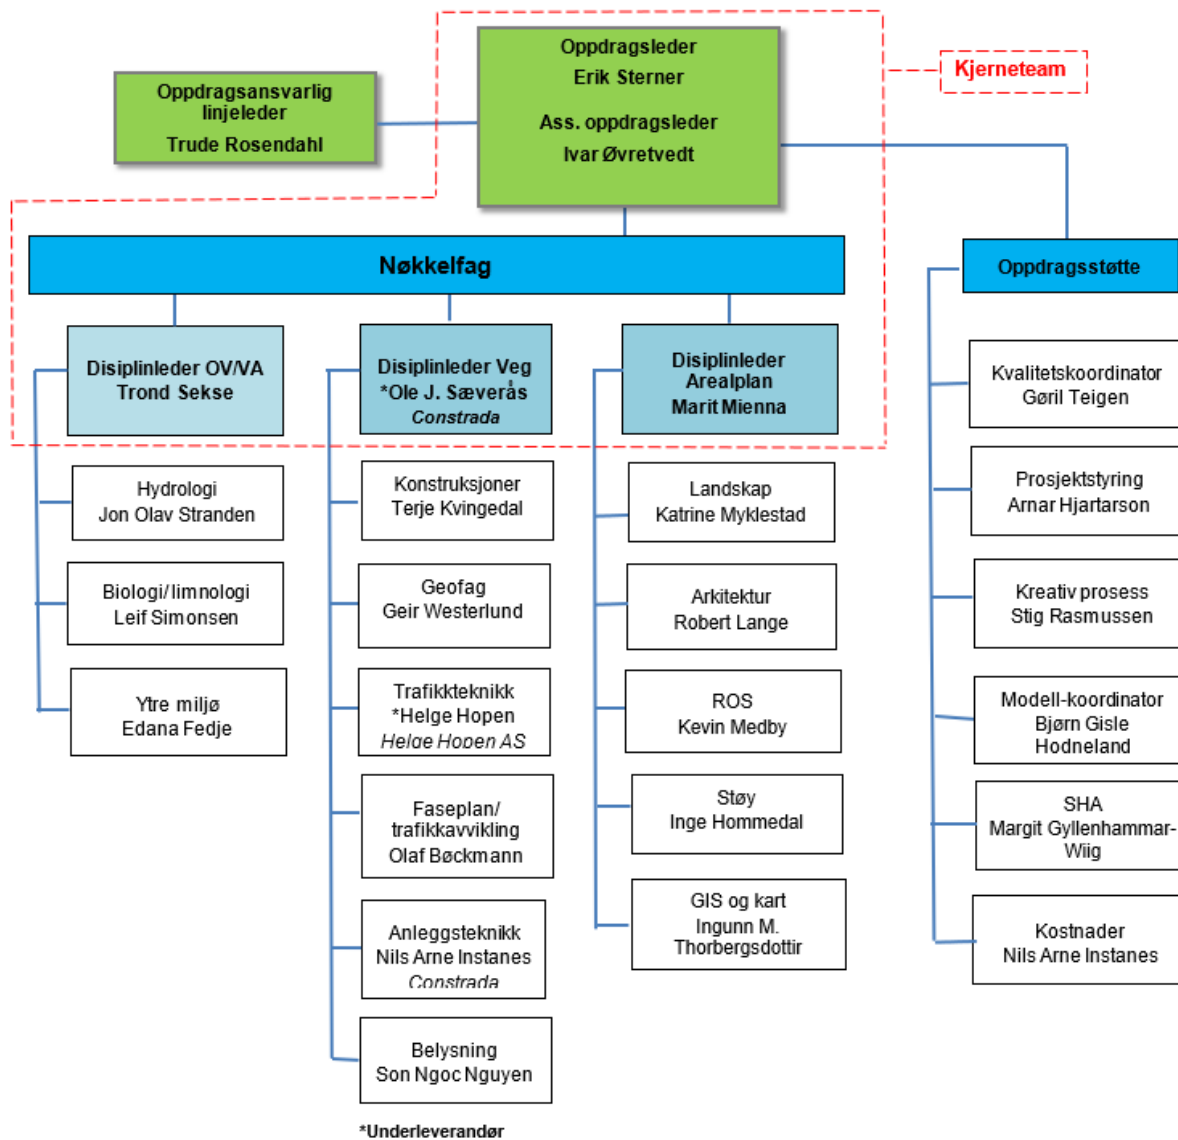 Oppdragsleder
Erik Sterner
Ass. oppdragsleder
Ivar Øvretvedt
Kjerneteam
Oppdragsansvarlig
linjeleder
Trude Rosendahl
Nøkkelfag
Oppdragsstøtte
Disiplinleder OV/VA
Trond Sekse
Disiplinleder Veg
*Ole J. Sæverås
Constrada
Disiplinleder
Arealplan
Marit Mienna
Hydrologi
Jon Olav Stranden
Biologi/limnologi
Leif Simonsen
Ytre miljø
Edana Fedje
Konstruksjoner
Terje Kvingedal
Geofag
Geir Westerlund
Trafikkteknikk
*Helge Hopen
Helge Hopen AS
Faseplan/
trafikkavvikling
Olaf Bøckmann
Anleggsteknikk
Nils Arne Instanes
Constrada
Belysning
Son Ngoc Nguyen
*Underleverandør
Landskap
Katrine Myklestad
Arkitektur
Robert Lange
ROS
Kevin Medby
Støy
Inge Hommedal
GIS og kart
Ingunn M.
Thorbergsdottir
Kvalitetskoordinator
Gøril Teigen
Prosjektstyring
Arnar Hjartarson
Kreativ prosess
Stig Rasmussen
Modell-koordinator
Bjørn Gisle
Hodneland
SHA
Margit Gyllenhammar-
Wiig
Kostnader
Nils Arne Instanes